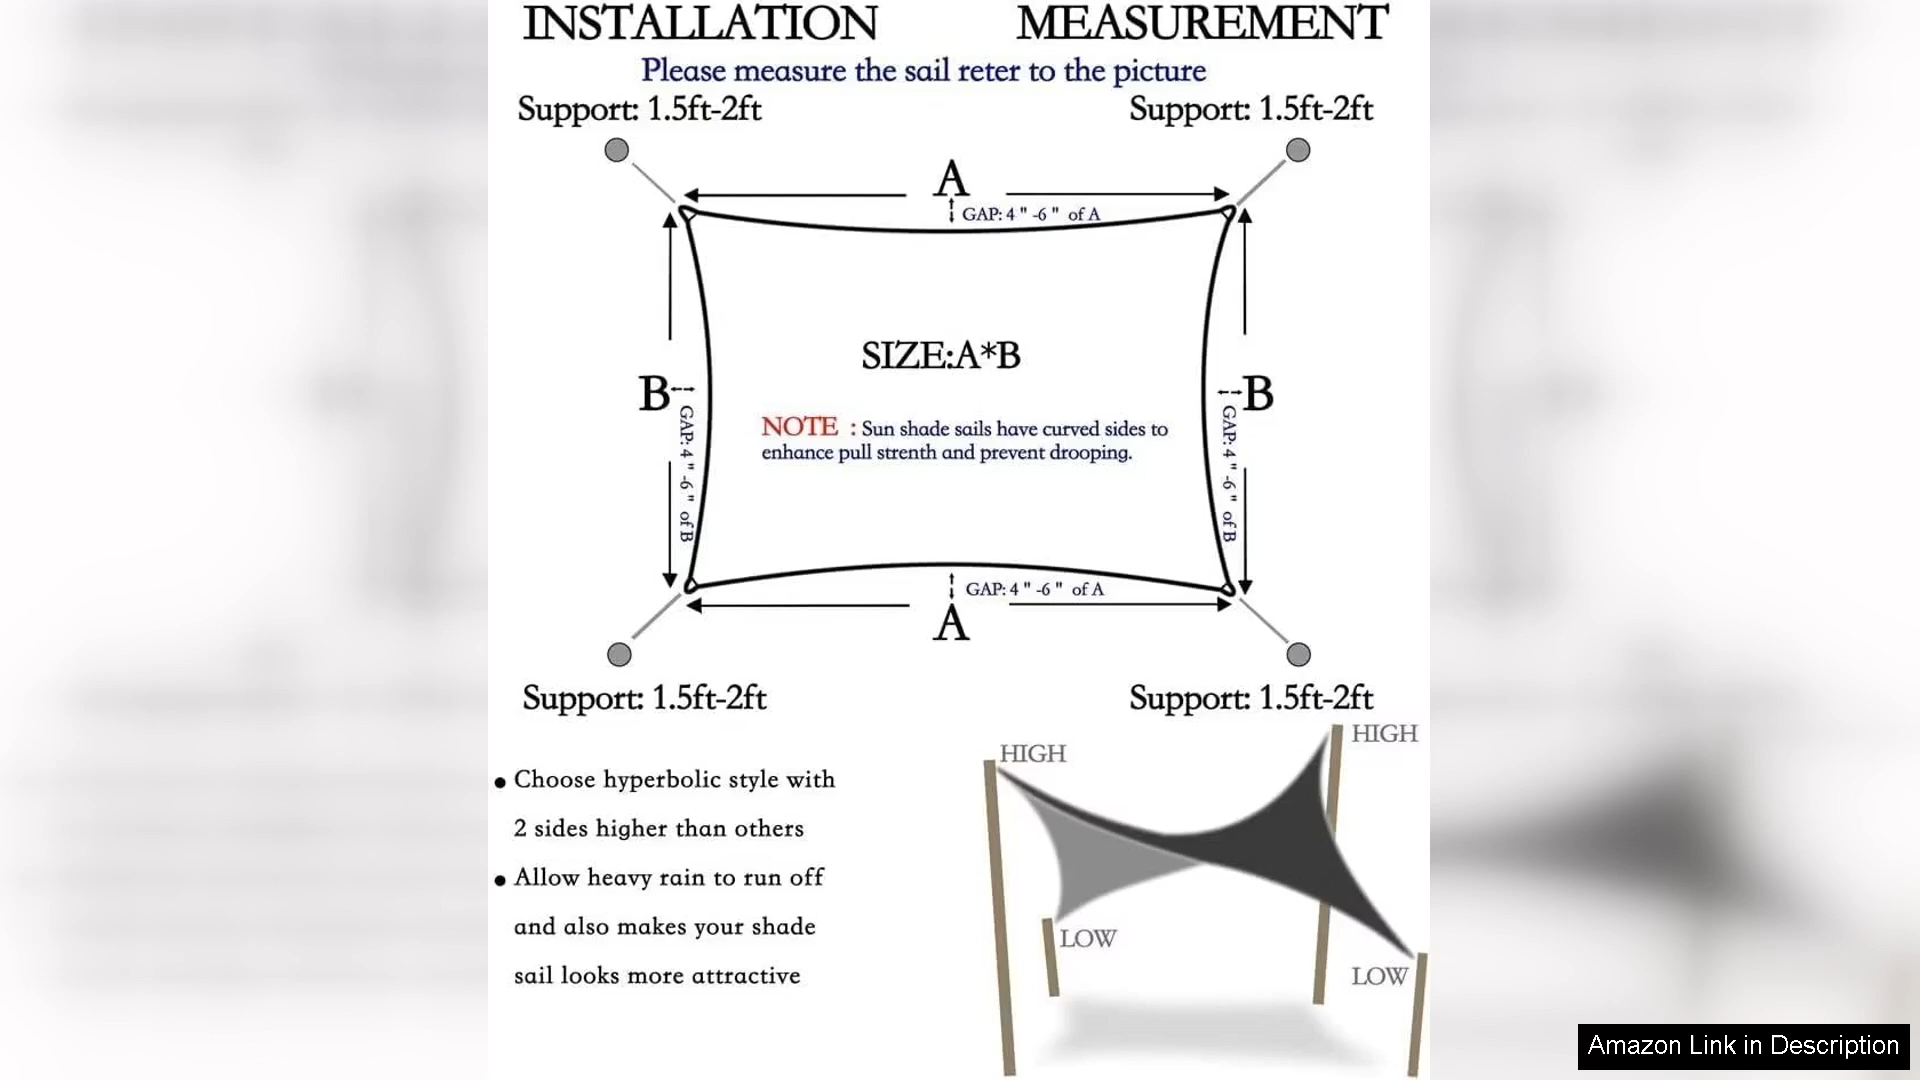 INSTALLATION MEASUREMENT
Please measure the sail reter to the picture
Support: 1.5ft-2ft
Support: 1.5ft-2ft
A
GAP: 4 " -6 " of A
B
GAP: 4 " -6 " of B
SIZE:A*B
NOTE : Sun shade sails have curved sides to
enhance pull strenth and prevent drooping.
B
GAP: 4 " -6 " of B
GAP: 4 " -6 " of A
A
Support: 1.5ft-2ft
Support: 1.5ft-2ft
• Choose hyperbolic style with
2 sides higher than others
• Allow heavy rain to run off
and also makes your shade
sail looks more attractive
HIGH
HIGH
LOW
LOW
Amazon Link in Description